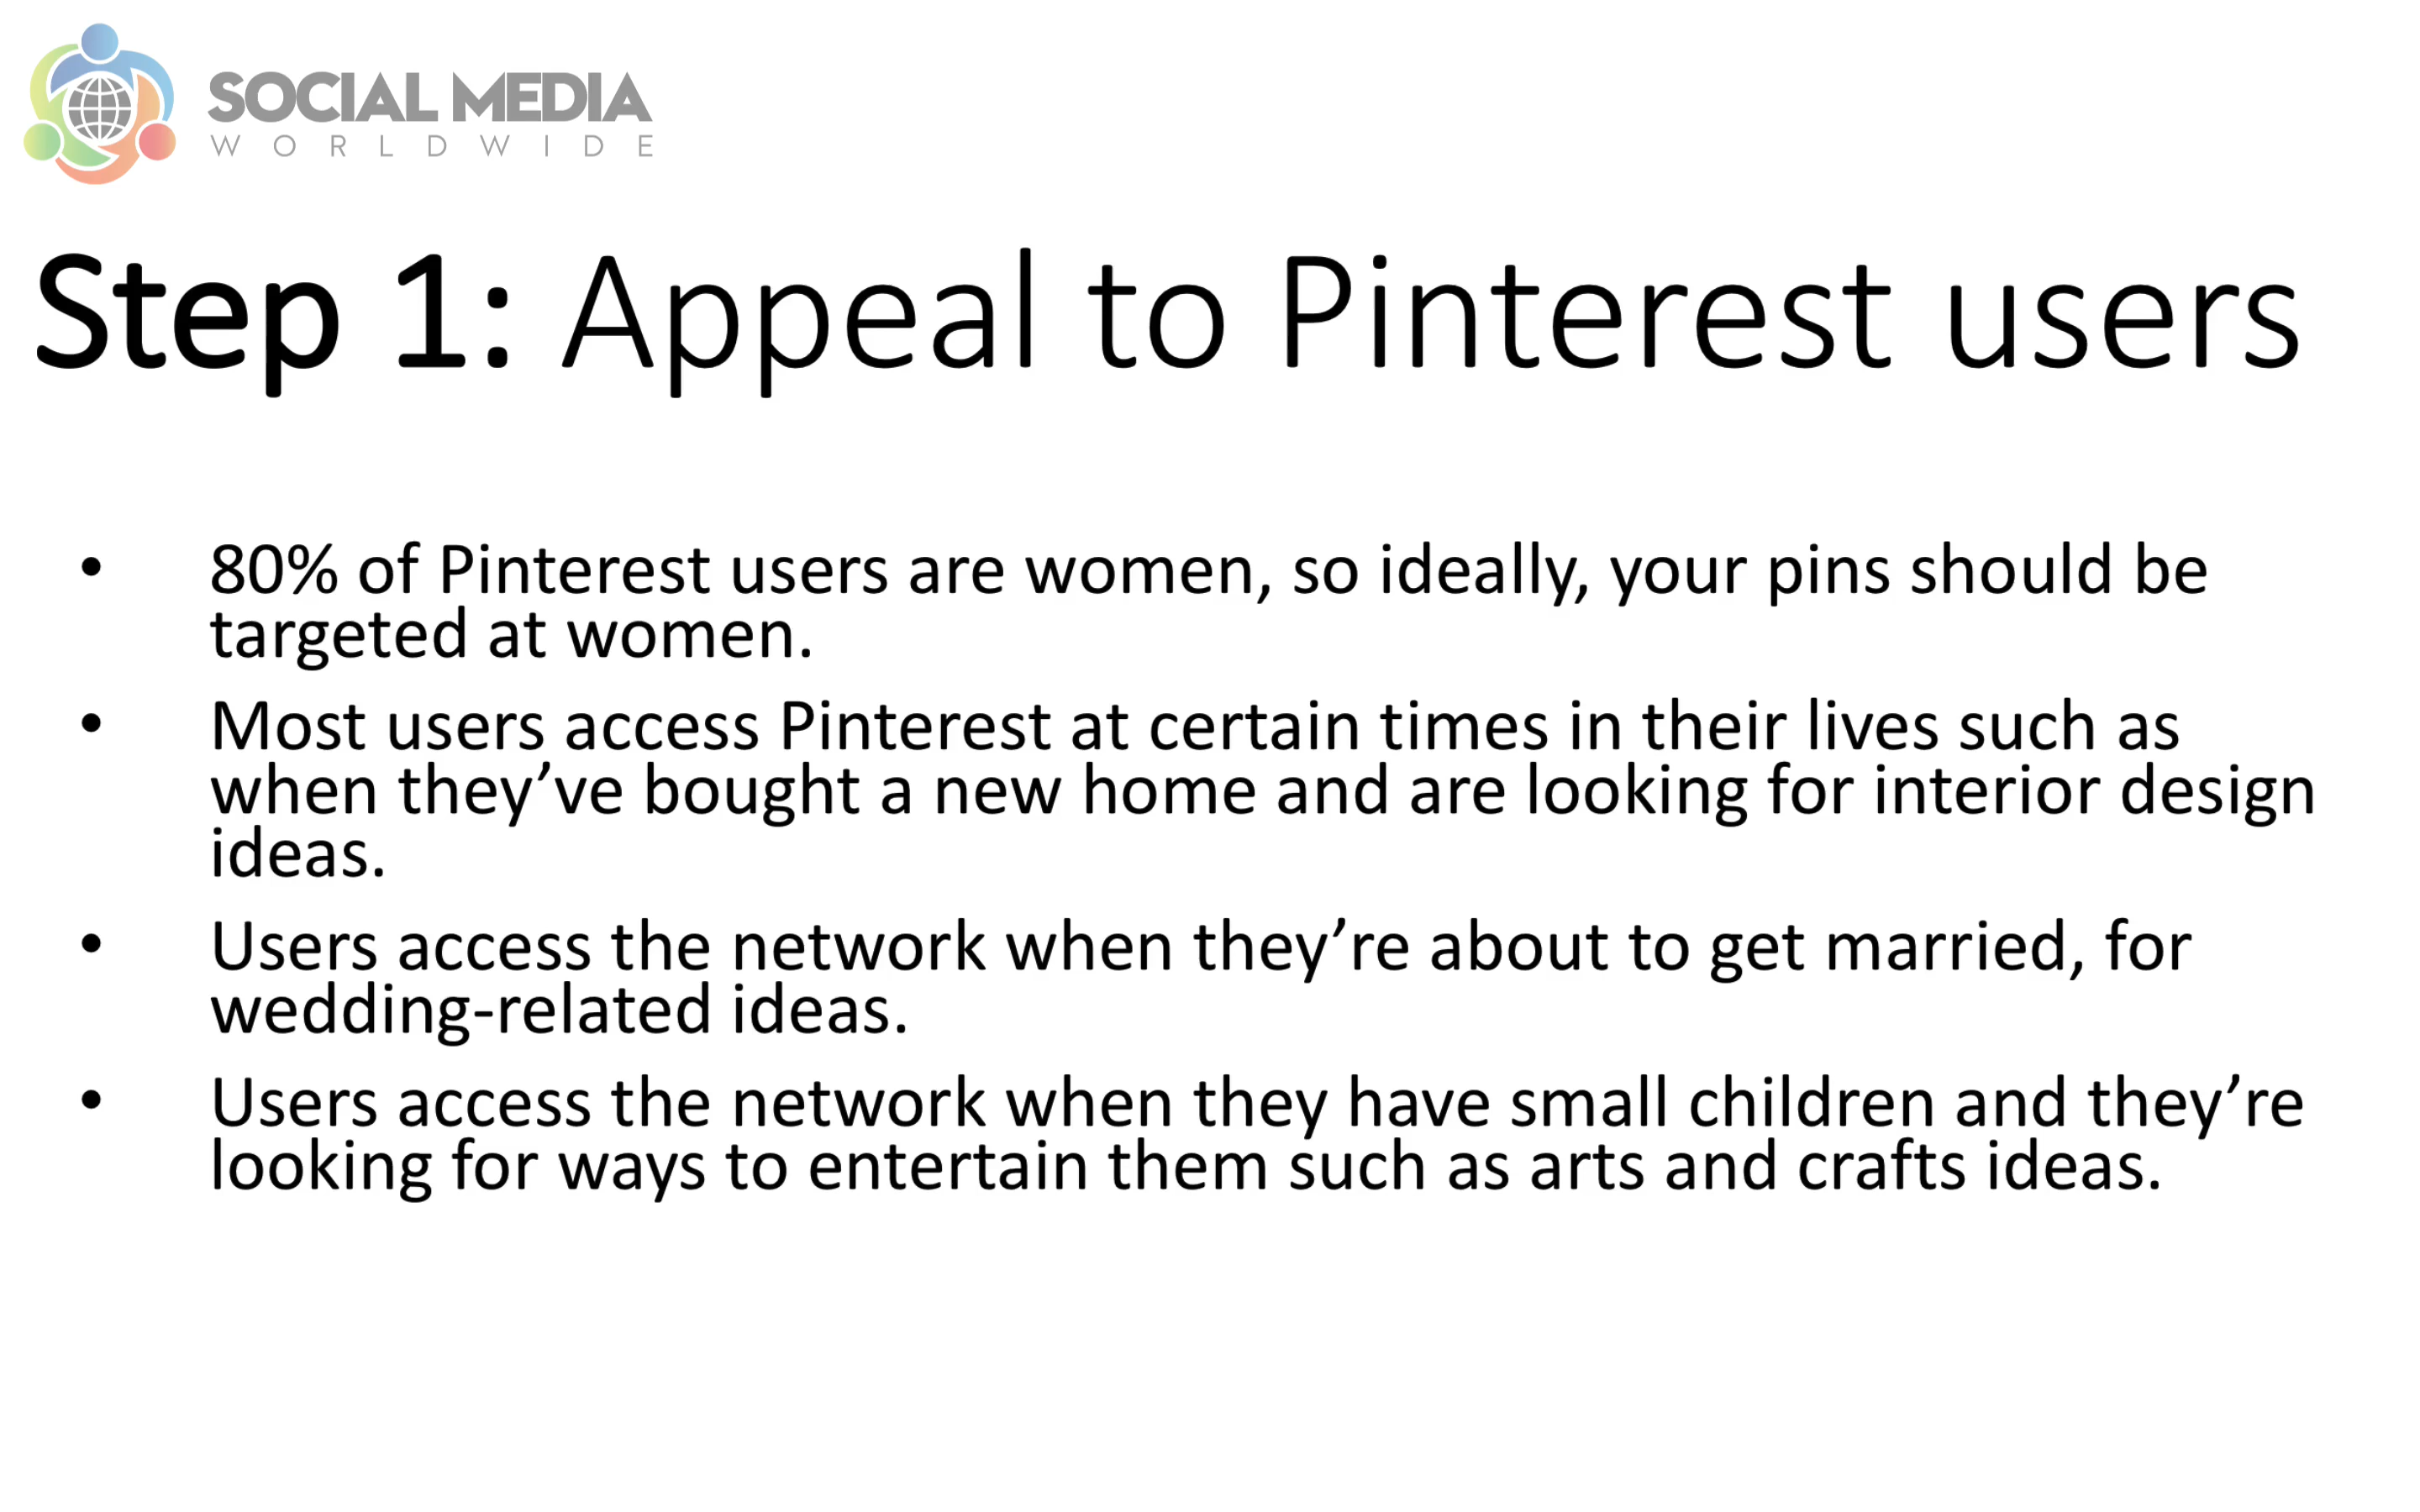 SOCIAL MEDIA
WORLDWIDE
Step 1: Appeal to Pinterest users
• 80% of Pinterest users are women, so ideally, your pins should be
targeted at women.
• Most users access Pinterest at certain times in their lives such as
when they’ve bought a new home and are looking for interior design
ideas.
• Users access the network when they’re about to get married, for
wedding-related ideas.
• Users access the network when they have small children and they’re
looking for ways to entertain them such as arts and crafts ideas.